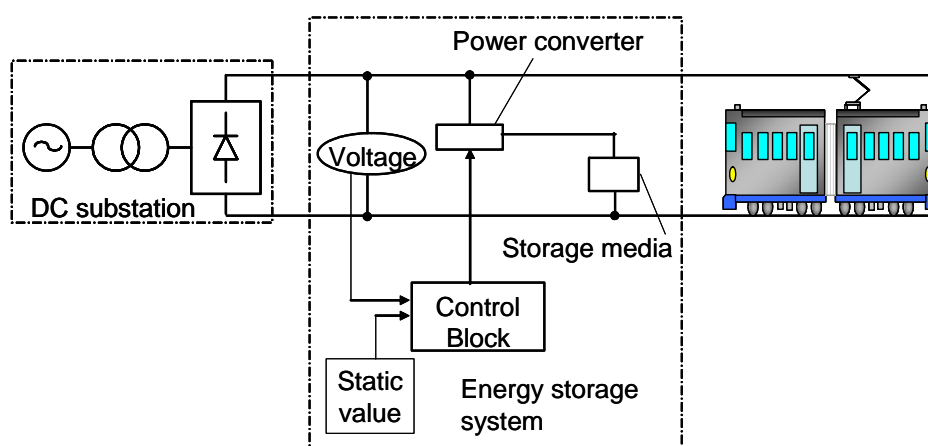 Power converter
Voltage
DC substation
Storage media
Control
Block
Static
value
Energy storage
system